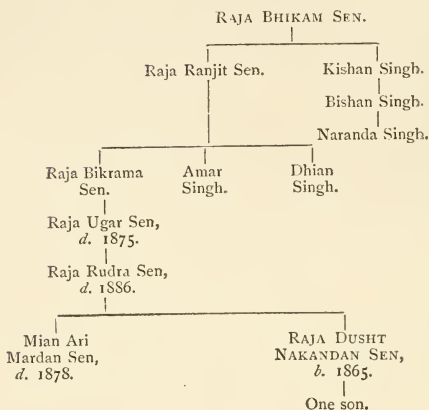 RAJA BHIKAM SEN.
Raja Ranjit Sen. Kishan Singh.
Bishan Singh.
Naranda Singh.
Raja Bikrama Amar Dhian
Sen. Singh. Singh.
Raja Ugar Sen,
d. 1875.
Raja Rudra Sen,
d. 1886.
Mian Ari RAJA DUSHT
Mardan Sen, NAKANDAN SEN,
d. 1878. b. 1865.
One son.